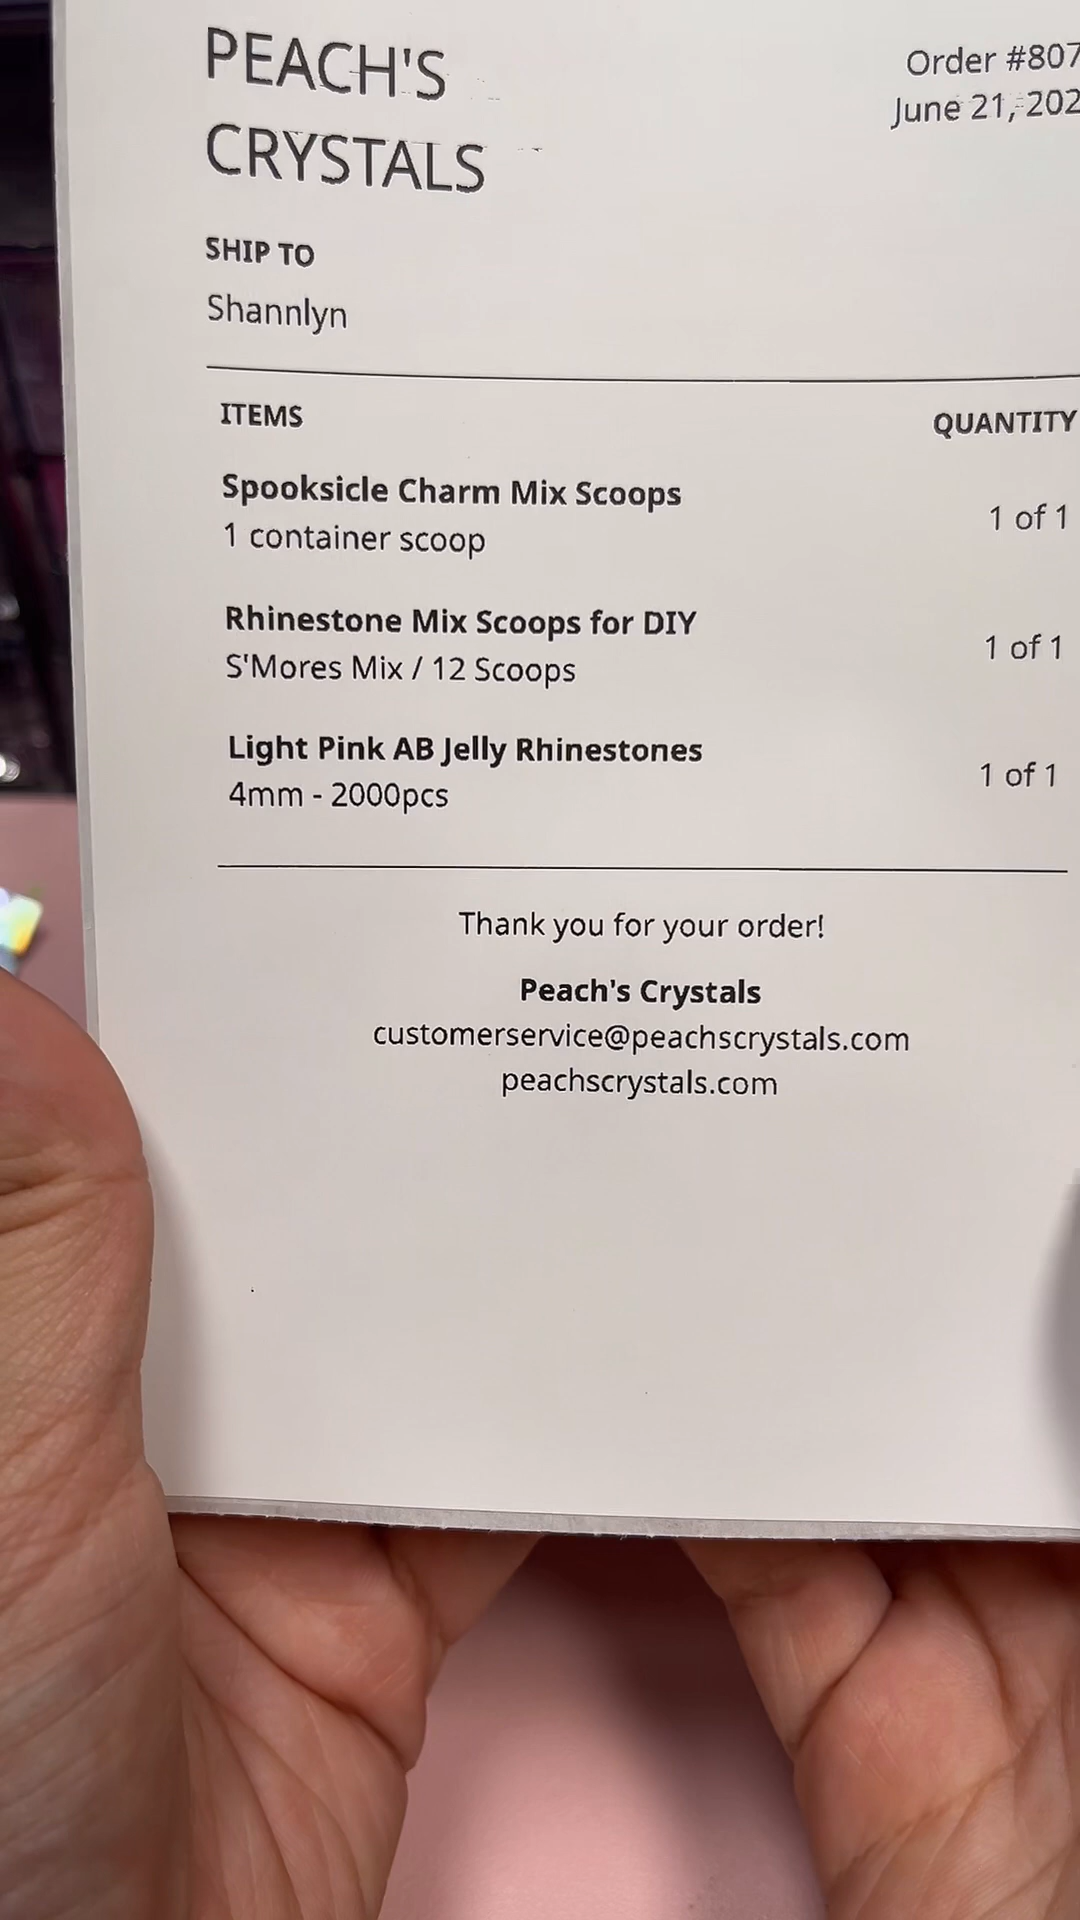 PEACH'S
CRYSTALS
Order #807
June 21, 202
SHIP TO
Shannlyn
ITEMS
QUANTITY
Spooksicle Charm Mix Scoops
1 container scoop
1 of 1
Rhinestone Mix Scoops for DIY
S'Mores Mix / 12 Scoops
1 of 1
Light Pink AB Jelly Rhinestones
4mm - 2000pcs
1 of 1
Thank you for your order!
Peach's Crystals
customerservice@peachscrystals.com
peachscrystals.com